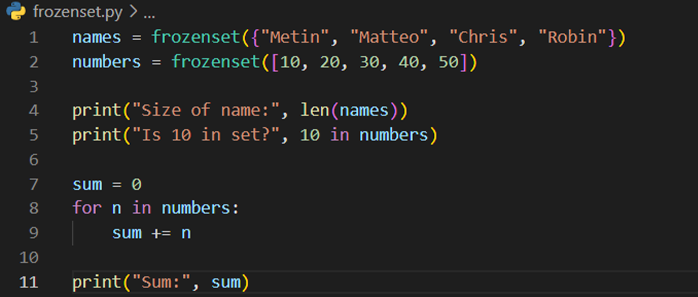 frozenset.py > ...
1 names = frozenset({"Metin", "Matteo", "Chris", "Robin"})
2 numbers = frozenset([10, 20, 30, 40, 50])
3
4 print("Size of name:", len(names))
5 print("Is 10 in set?", 10 in numbers)
6
7 sum = 0
8 for n in numbers:
9     sum += n
10
11 print("Sum:", sum)